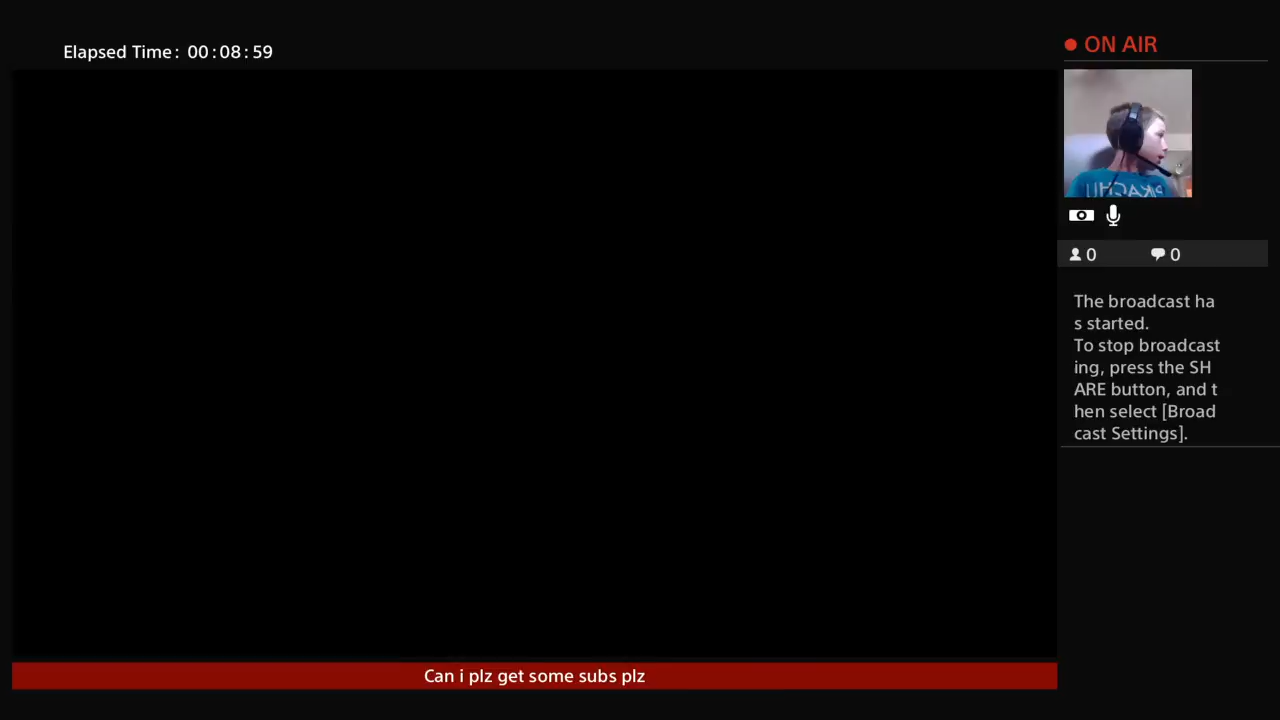 Elapsed Time: 00:08:59
ON AIR
PIKACHU
0 0
The broadcast ha
s started.
To stop broadcast
ing, press the SH
ARE button, and t
hen select [Broad
cast Settings].
Can i plz get some subs plz